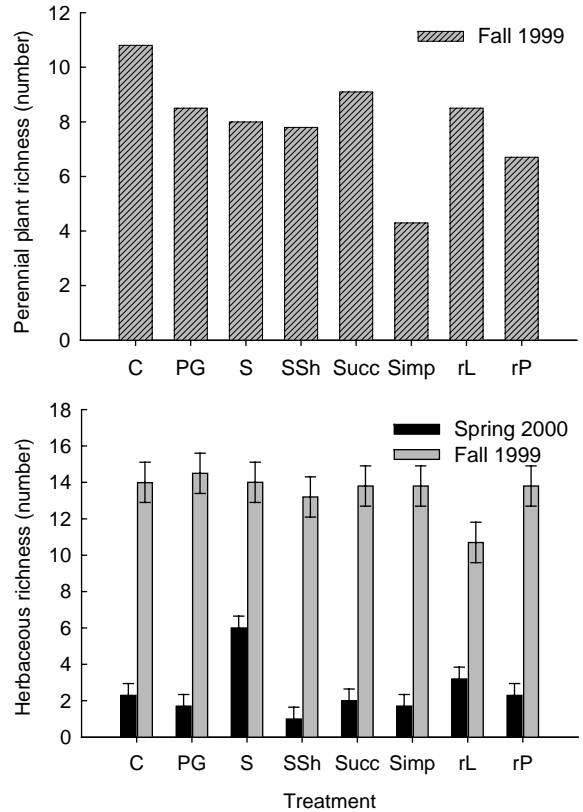 Perennial plant richness (number)
12
10
8
6
4
2
0
Fall 1999
C PG S SSh Succ Simp rL rP
Herbaceous richness (number)
18
16
14
12
10
8
6
4
2
0
Spring 2000
Fall 1999
C PG S SSh Succ Simp rL rP
Treatment